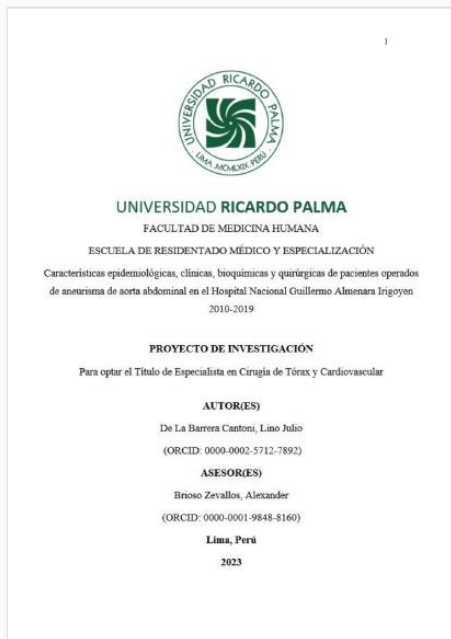 1
UNIVERSIDAD RICARDO PALMA
LIMA MCMLXIX PERÚ
UNIVERSIDAD RICARDO PALMA
FACULTAD DE MEDICINA HUMANA
ESCUELA DE RESIDENTADO MÉDICO Y ESPECIALIZACIÓN
Características epidemiológicas, clínicas, bioquímicas y quirúrgicas de pacientes operados
de aneurisma de aorta abdominal en el Hospital Nacional Guillermo Almenara Irigoyen
2010-2019
PROYECTO DE INVESTIGACIÓN
Para optar el Título de Especialista en Cirugía de Tórax y Cardiovascular
AUTOR(ES)
De La Barrera Cantoni, Lino Julio
(ORCID: 0000-0002-5712-7892)
ASESOR(ES)
Brioso Zevallos, Alexander
(ORCID: 0000-0001-9848-8160)
Lima, Perú
2023